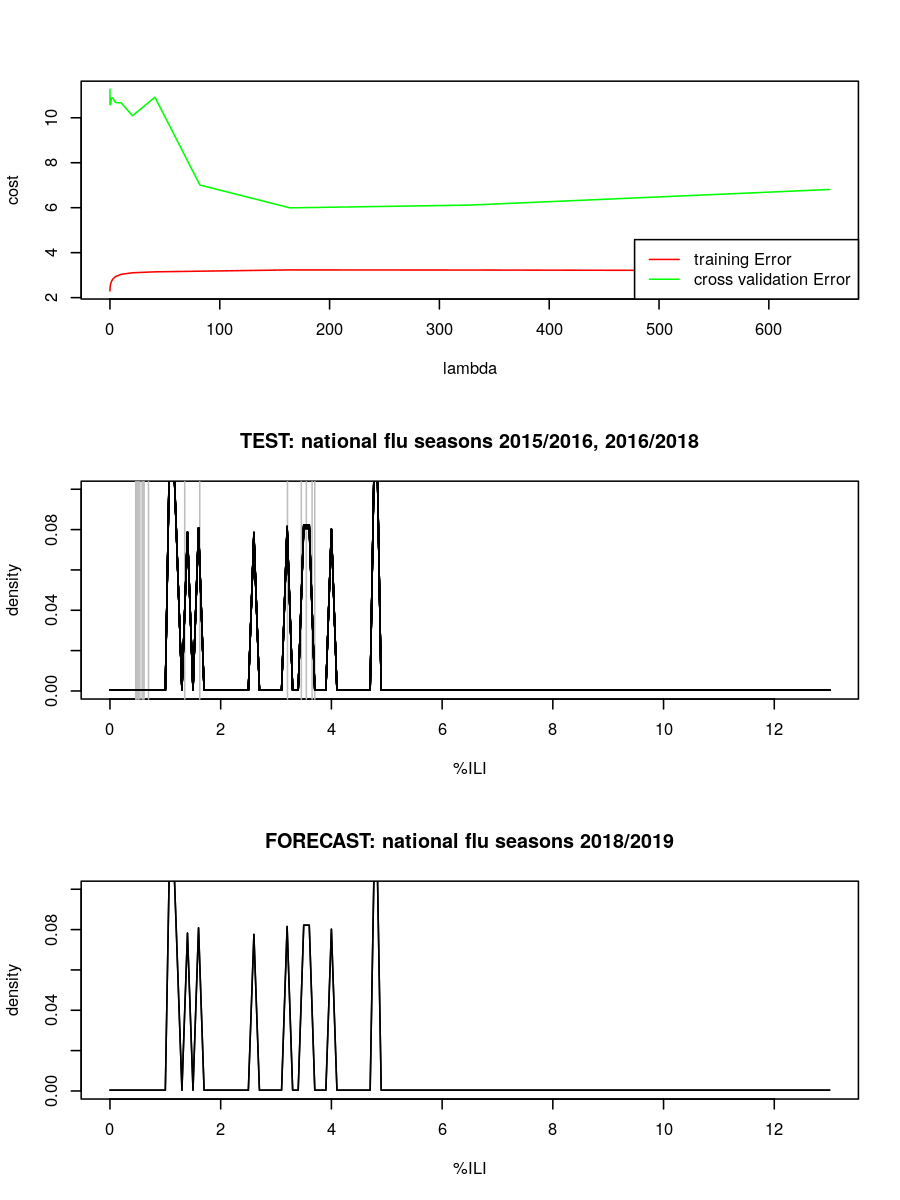 10
8
6
4
2
cost
training Error
cross validation Error
0 100 200 300 400 500 600
lambda
TEST: national flu seasons 2015/2016, 2016/2018
0.08
0.04
0.00
density
0 2 4 6 8 10 12
%ILI
FORECAST: national flu seasons 2018/2019
0.08
0.04
0.00
density
0 2 4 6 8 10 12
%ILI